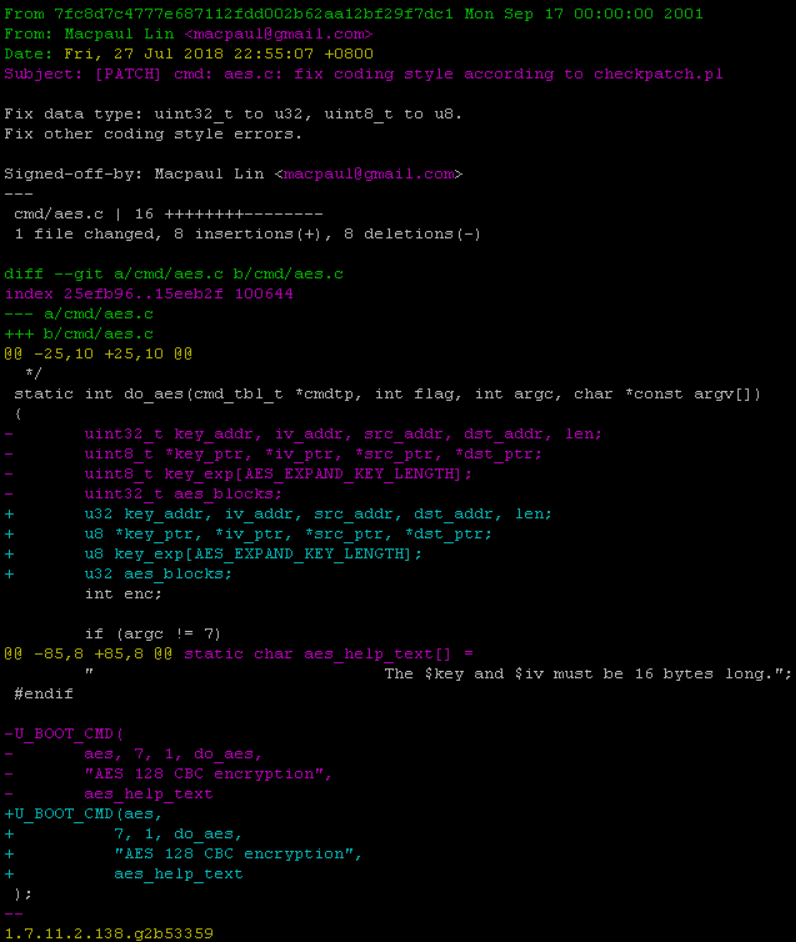 From 7fc8d7c4777e687112fdd002b62aa12bf29f7dc1 Mon Sep 17 00:00:00 2001
From: Macpaul Lin <macpaul@gmail.com>
Date: Fri, 27 Jul 2018 22:55:07 +0800
Subject: [PATCH] cmd: aes.c: fix coding style according to checkpatch.pl

Fix data type: uint32_t to u32, uint8_t to u8.
Fix other coding style errors.

Signed-off-by: Macpaul Lin <macpaul@gmail.com>
---
 cmd/aes.c | 16 ++++++++--------
 1 file changed, 8 insertions(+), 8 deletions(-)

diff --git a/cmd/aes.c b/cmd/aes.c
index 25efb96..15eeb2f 100644
--- a/cmd/aes.c
+++ b/cmd/aes.c
@@ -25,10 +25,10 @@
  */
 static int do_aes(cmd_tbl_t *cmdtp, int flag, int argc, char *const argv[])
 {
-       uint32_t key_addr, iv_addr, src_addr, dst_addr, len;
-       uint8_t *key_ptr, *iv_ptr, *src_ptr, *dst_ptr;
-       uint8_t key_exp[AES_EXPAND_KEY_LENGTH];
-       uint32_t aes_blocks;
+       u32 key_addr, iv_addr, src_addr, dst_addr, len;
+       u8 *key_ptr, *iv_ptr, *src_ptr, *dst_ptr;
+       u8 key_exp[AES_EXPAND_KEY_LENGTH];
+       u32 aes_blocks;
        int enc;

        if (argc != 7)
@@ -85,8 +85,8 @@ static char aes_help_text[] =
        "                             The $key and $iv must be 16 bytes long.";
 #endif

-U_BOOT_CMD(
-       aes, 7, 1, do_aes,
-       "AES 128 CBC encryption",
-       aes_help_text
+U_BOOT_CMD(aes,
+          7, 1, do_aes,
+          "AES 128 CBC encryption",
+          aes_help_text
 );
--
1.7.11.2.138.g2b53359